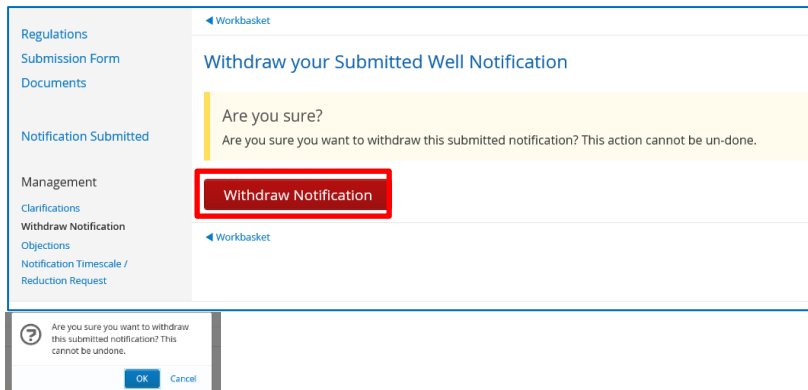 Regulations
Submission Form
Documents
Notification Submitted
Management
Clarifications
Withdraw Notification
Objections
Notification Timescale /
Reduction Request
◀ Workbasket
Withdraw your Submitted Well Notification
Are you sure?
Are you sure you want to withdraw this submitted notification? This action cannot be un-done.
Withdraw Notification
◀ Workbasket
Are you sure you want to withdraw
this submitted notification? This
cannot be undone.
OK Cancel